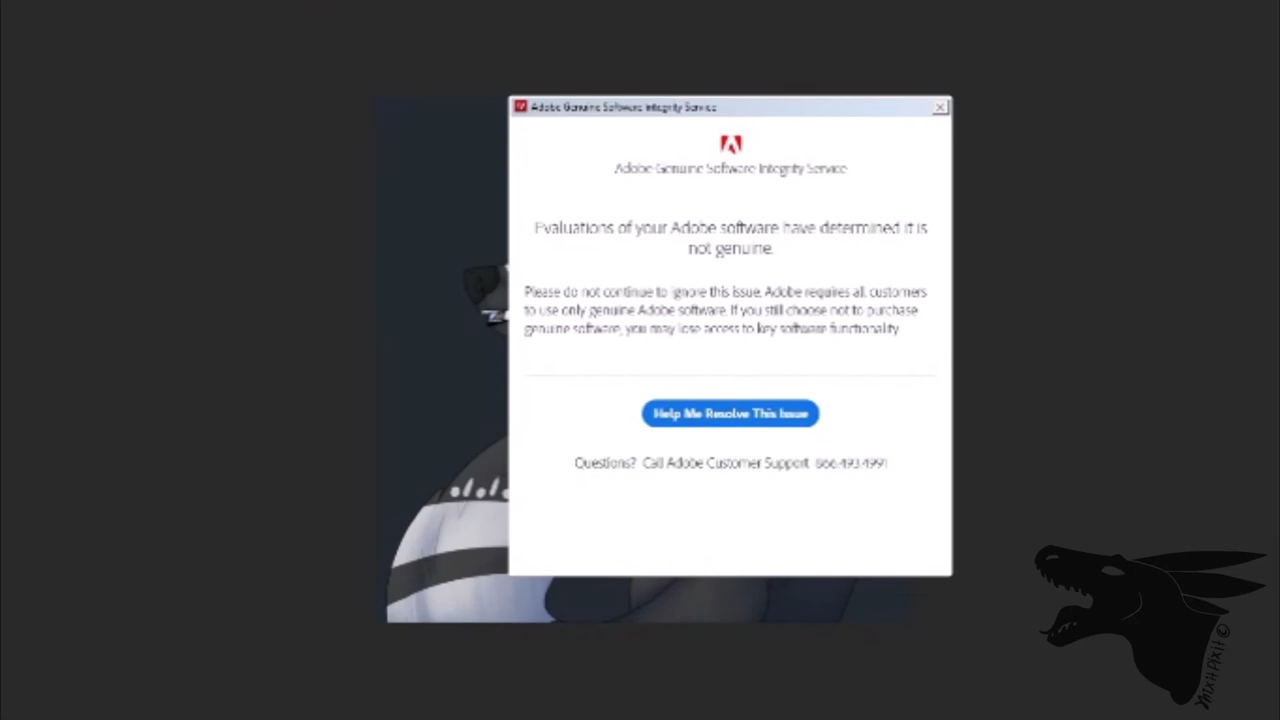 Adobe Genuine Software Integrity Service
Adobe Genuine Software Integrity Service
Evaluations of your Adobe software have determined it is
not genuine.
Please do not continue to ignore this issue. Adobe requires all customers
to use only genuine Adobe software. If you still choose not to purchase
genuine software, you may lose access to key software functionality
Help Me Resolve This Issue
Questions? Call Adobe Customer Support 866.493.4991
©